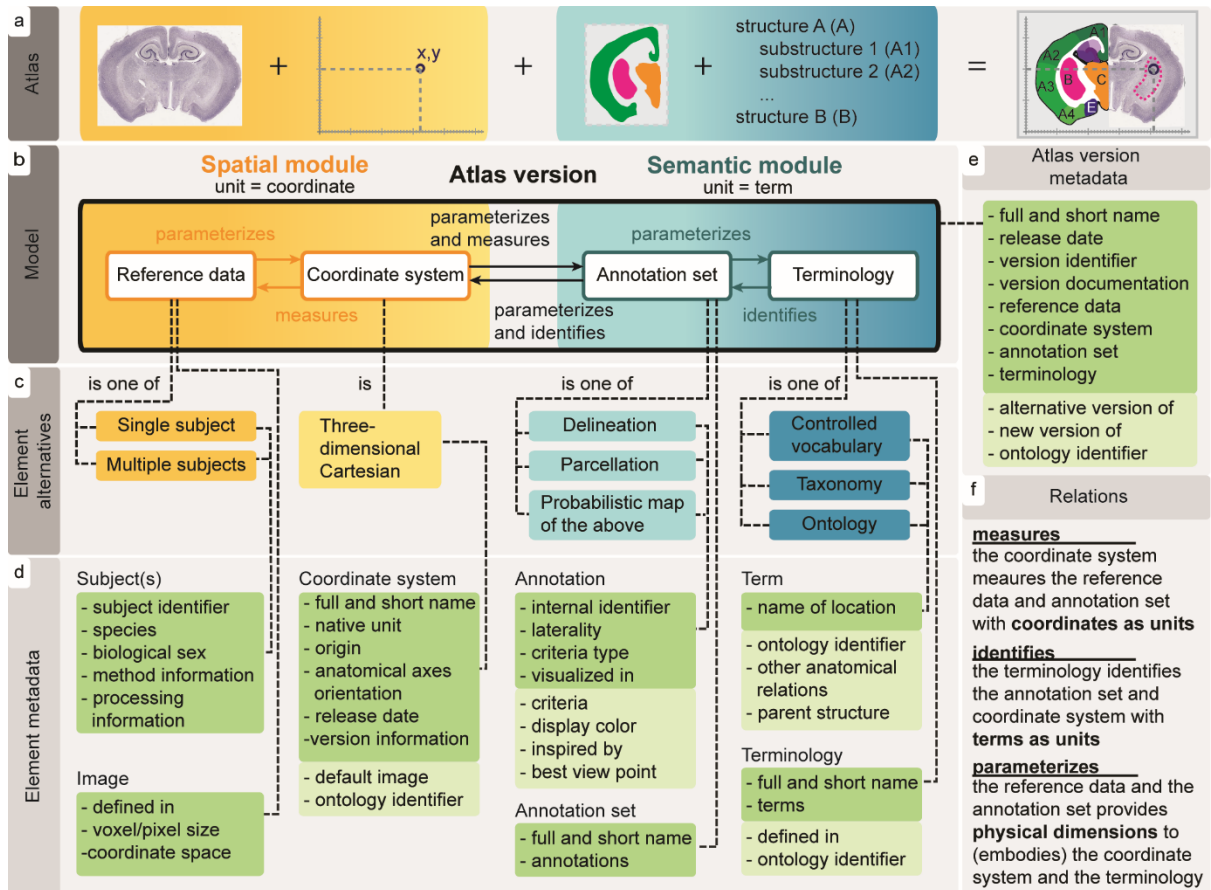 a
Atlas
x,y
+
+
+
=
structure A (A)
substructure 1 (A1)
substructure 2 (A2)
...
structure B (B)
A1
A2
A3
A4
B
C
E
b
Model
Spatial module
unit = coordinate
Atlas version
Semantic module
unit = term
parameterizes
parameterizes
and measures
parameterizes
Reference data
Coordinate system
Annotation set
Terminology
measures
parameterizes
and identifies
identifies
c
Element
alternatives
is one of
Single subject
Multiple subjects
is
Three-
dimensional
Cartesian
is one of
Delineation
Parcellation
Probabilistic map
of the above
is one of
Controlled
vocabulary
Taxonomy
Ontology
d
Element metadata
Subject(s)
- subject identifier
- species
- biological sex
- method information
- processing
information
Image
- defined in
- voxel/pixel size
-coordinate space
Coordinate system
- full and short name
- native unit
- origin
- anatomical axes
orientation
- release date
-version information
- default image
- ontology identifier
Annotation
- internal identifier
- laterality
- criteria type
- visualized in
- criteria
- display color
- inspired by
- best view point
Annotation set
- full and short name
- annotations
Term
- name of location
- ontology identifier
- other anatomical
relations
- parent structure
Terminology
- full and short name
- terms
- defined in
- ontology identifier
e
Atlas version
metadata
- full and short name
- release date
- version identifier
- version documentation
- reference data
- coordinate system
- annotation set
- terminology
- alternative version of
- new version of
- ontology identifier
f
Relations
measures
the coordinate system
meaures the reference
data and annotation set
with coordinates as units
identifies
the terminology identifies
the annotation set and
coordinate system with
terms as units
parameterizes
the reference data and the
annotation set provides
physical dimensions to
(embodies) the coordinate
system and the terminology